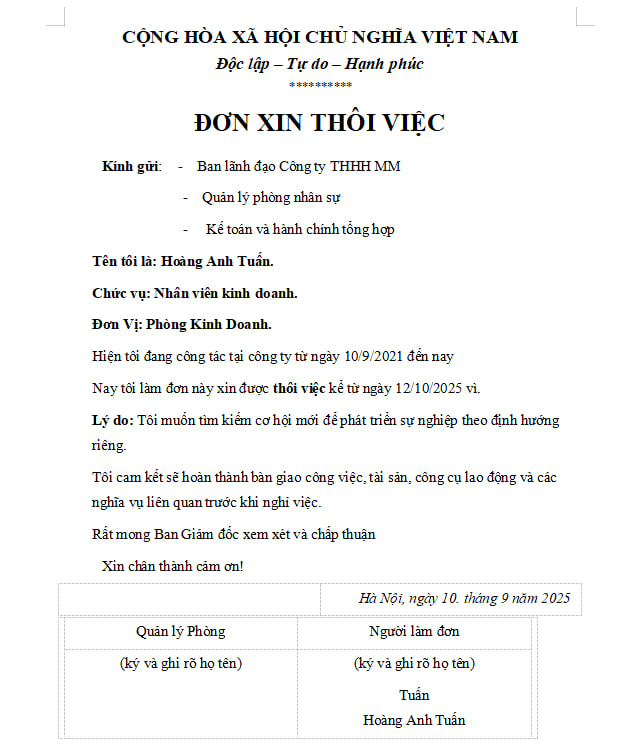 CỘNG HÒA XÃ HỘI CHỦ NGHĨA VIỆT NAM
Độc lập – Tự do – Hạnh phúc
**********
ĐƠN XIN THÔI VIỆC
Kính gửi: - Ban lãnh đạo Công ty THHH MM
- Quản lý phòng nhân sự
- Kế toán và hành chính tổng hợp
Tên tôi là: Hoàng Anh Tuấn.
Chức vụ: Nhân viên kinh doanh.
Đơn Vị: Phòng Kinh Doanh.
Hiện tôi đang công tác tại công ty từ ngày 10/9/2021 đến nay
Nay tôi làm đơn này xin được thôi việc kể từ ngày 12/10/2025 vì.
Lý do: Tôi muốn tìm kiếm cơ hội mới để phát triển sự nghiệp theo định hướng
riêng.
Tôi cam kết sẽ hoàn thành bàn giao công việc, tài sản, công cụ lao động và các
nghĩa vụ liên quan trước khi nghỉ việc.
Rất mong Ban Giám đốc xem xét và chấp thuận
Xin chân thành cảm ơn!
Hà Nội, ngày 10. tháng 9 năm 2025
Quản lý Phòng Người làm đơn
(ký và ghi rõ họ tên) (ký và ghi rõ họ tên)
Tuấn
Hoàng Anh Tuấn